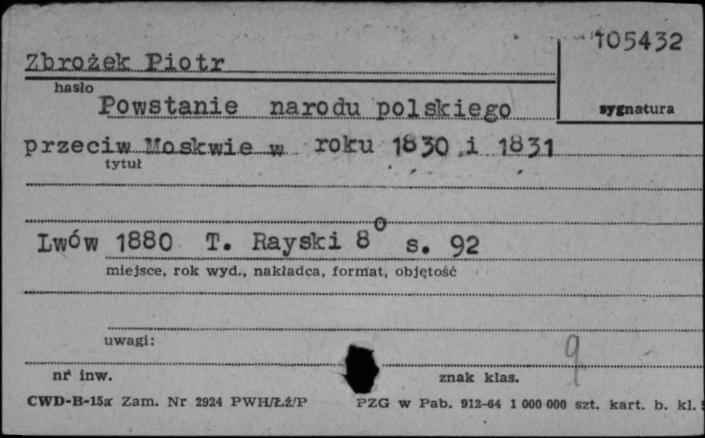 105432
Zbrożek Piotr
hasło
Powstanie narodu polskiego
sygnatura
przeciw Moskwie w roku 1830 i 1831
tytuł
Lwów 1880 T. Rayski 8° s. 92
miejsce, rok wyd., nakładca, format, objętość
uwagi:
9
nr inw.
znak klas.
CWD-B-15a Zam. Nr 2924 PWH/Łź/P PZG w Pab. 912-64 1 000 000 szt. kart. b. kl.